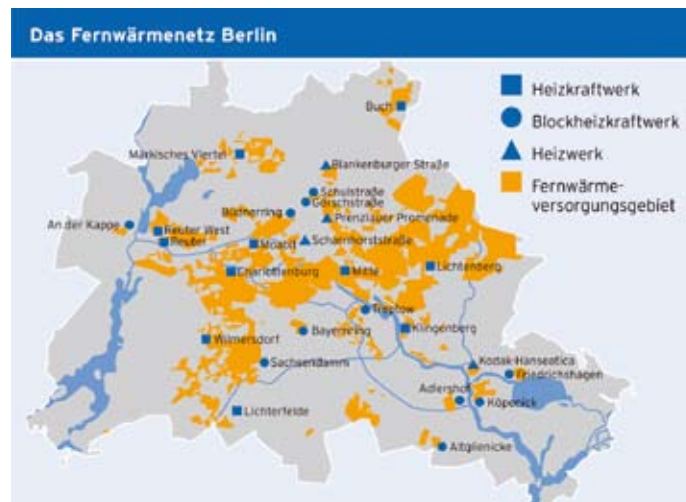 Das Fernwärmenetz Berlin
Heizkraftwerk
Blockheizkraftwerk
Heizwerk
Fernwärme-
versorgungsgebiet
Buch
Märkisches Viertel
Blankenburger Straße
Schulstraße
Görschstraße
Büdnerring
Prenzlauer Promenade
An der Kappe
Reuter West
Reuter
Moabit
Scharnhorststraße
Charlottenburg
Mitte
Lichtenberg
Treptow
Bayernring
Klingenberg
Wilmersdorf
Sachsendamm
Kodak-Hanseatica
Friedrichshagen
Adlershof
Köpenick
Lichterfelde
Altglienicke